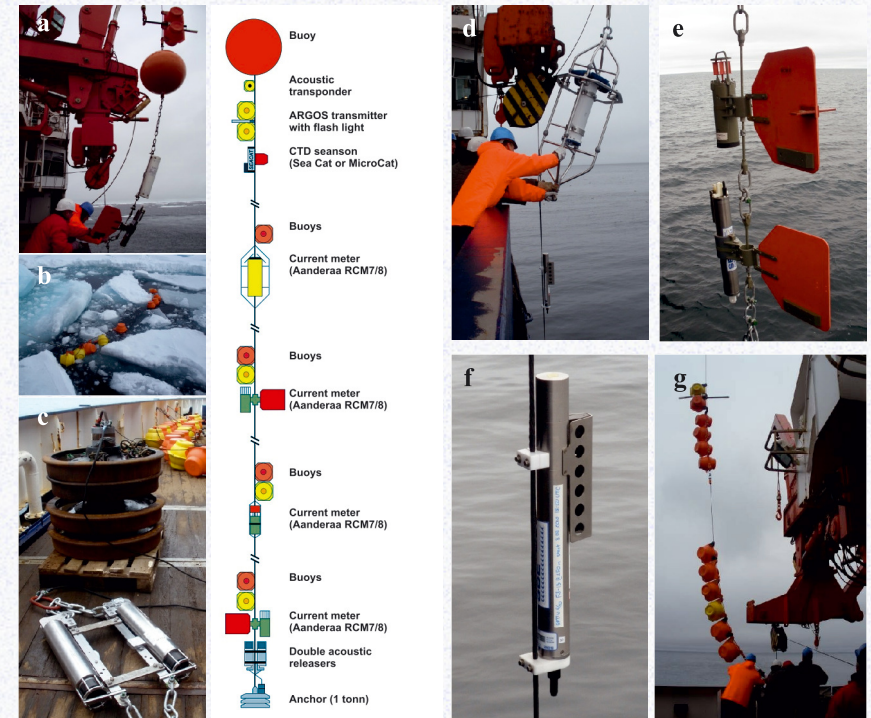 a
b
c
Buoy
Acoustic
transponder
ARGOS transmitter
with flash light
CTD seanson
(Sea Cat or MicroCat)
Buoys
Current meter
(Aanderaa RCM7/8)
Buoys
Current meter
(Aanderaa RCM7/8)
Buoys
Current meter
(Aanderaa RCM7/8)
Buoys
Current meter
(Aanderaa RCM7/8)
Double acoustic
releasers
Anchor (1 tonn)
d
e
f
g